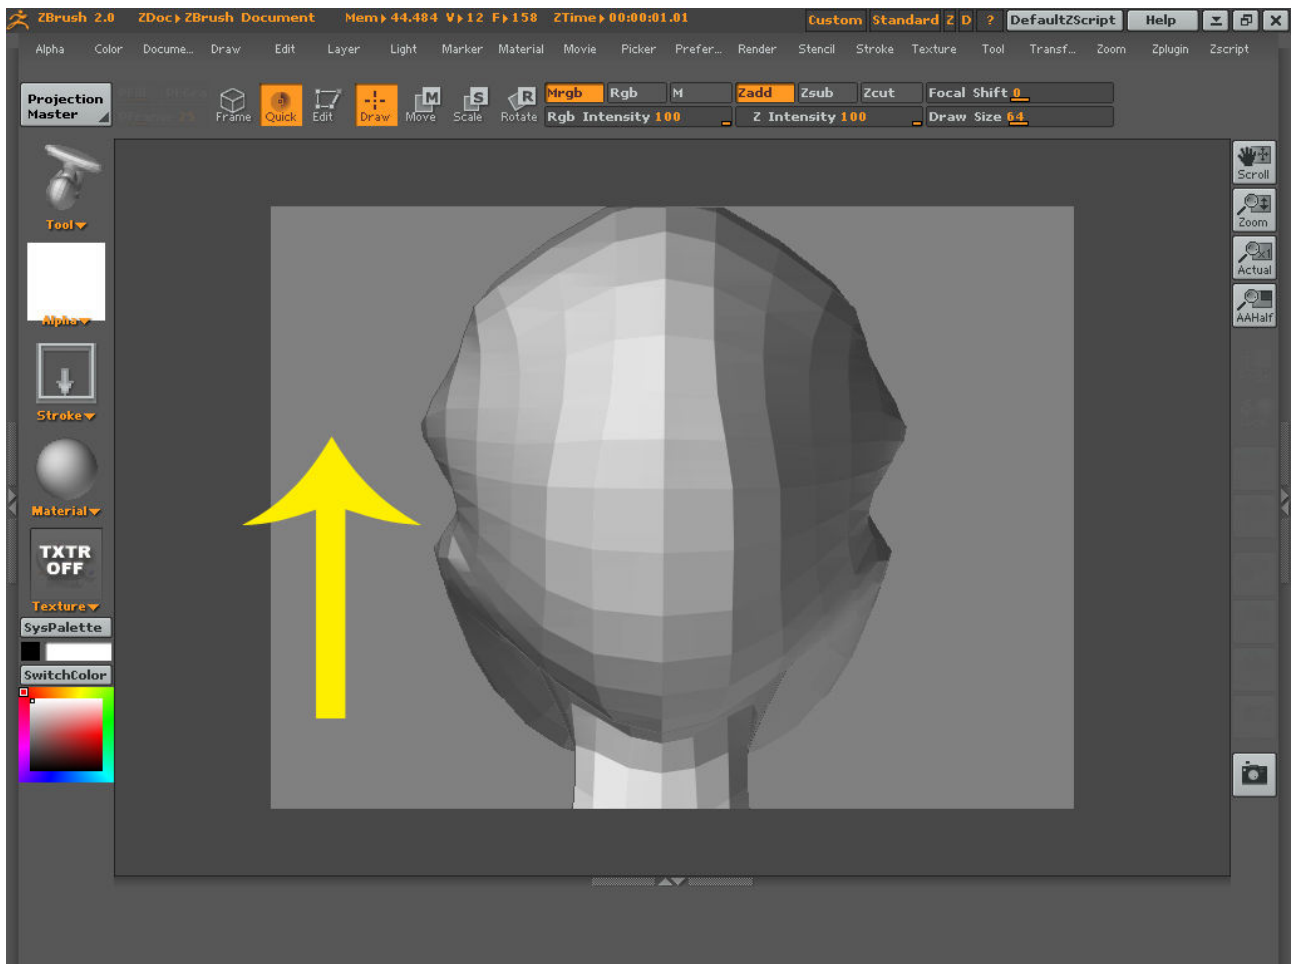 ZBrush 2.0 ZDoc▸ZBrush Document Mem▸44.484 V▸12 F▸158 ZTime▸00:00:01.01 Custom Standard Z D ? DefaultZScript Help
Alpha Color Docume... Draw Edit Layer Light Marker Material Movie Picker Prefer... Render Stencil Stroke Texture Tool Transf... Zoom Zplugin Zscript
Projection Master
Frame Quick Edit Draw M Move S Scale R Rotate
Mrgb Rgb M Zadd Zsub Zcut Focal Shift 0
Rgb Intensity 100 Z Intensity 100 Draw Size 64
Tool
Alpha
Stroke
Material
TXTR
OFF
Texture
SysPalette
SwitchColor
Scroll
Zoom
x1
Actual
AAHalf